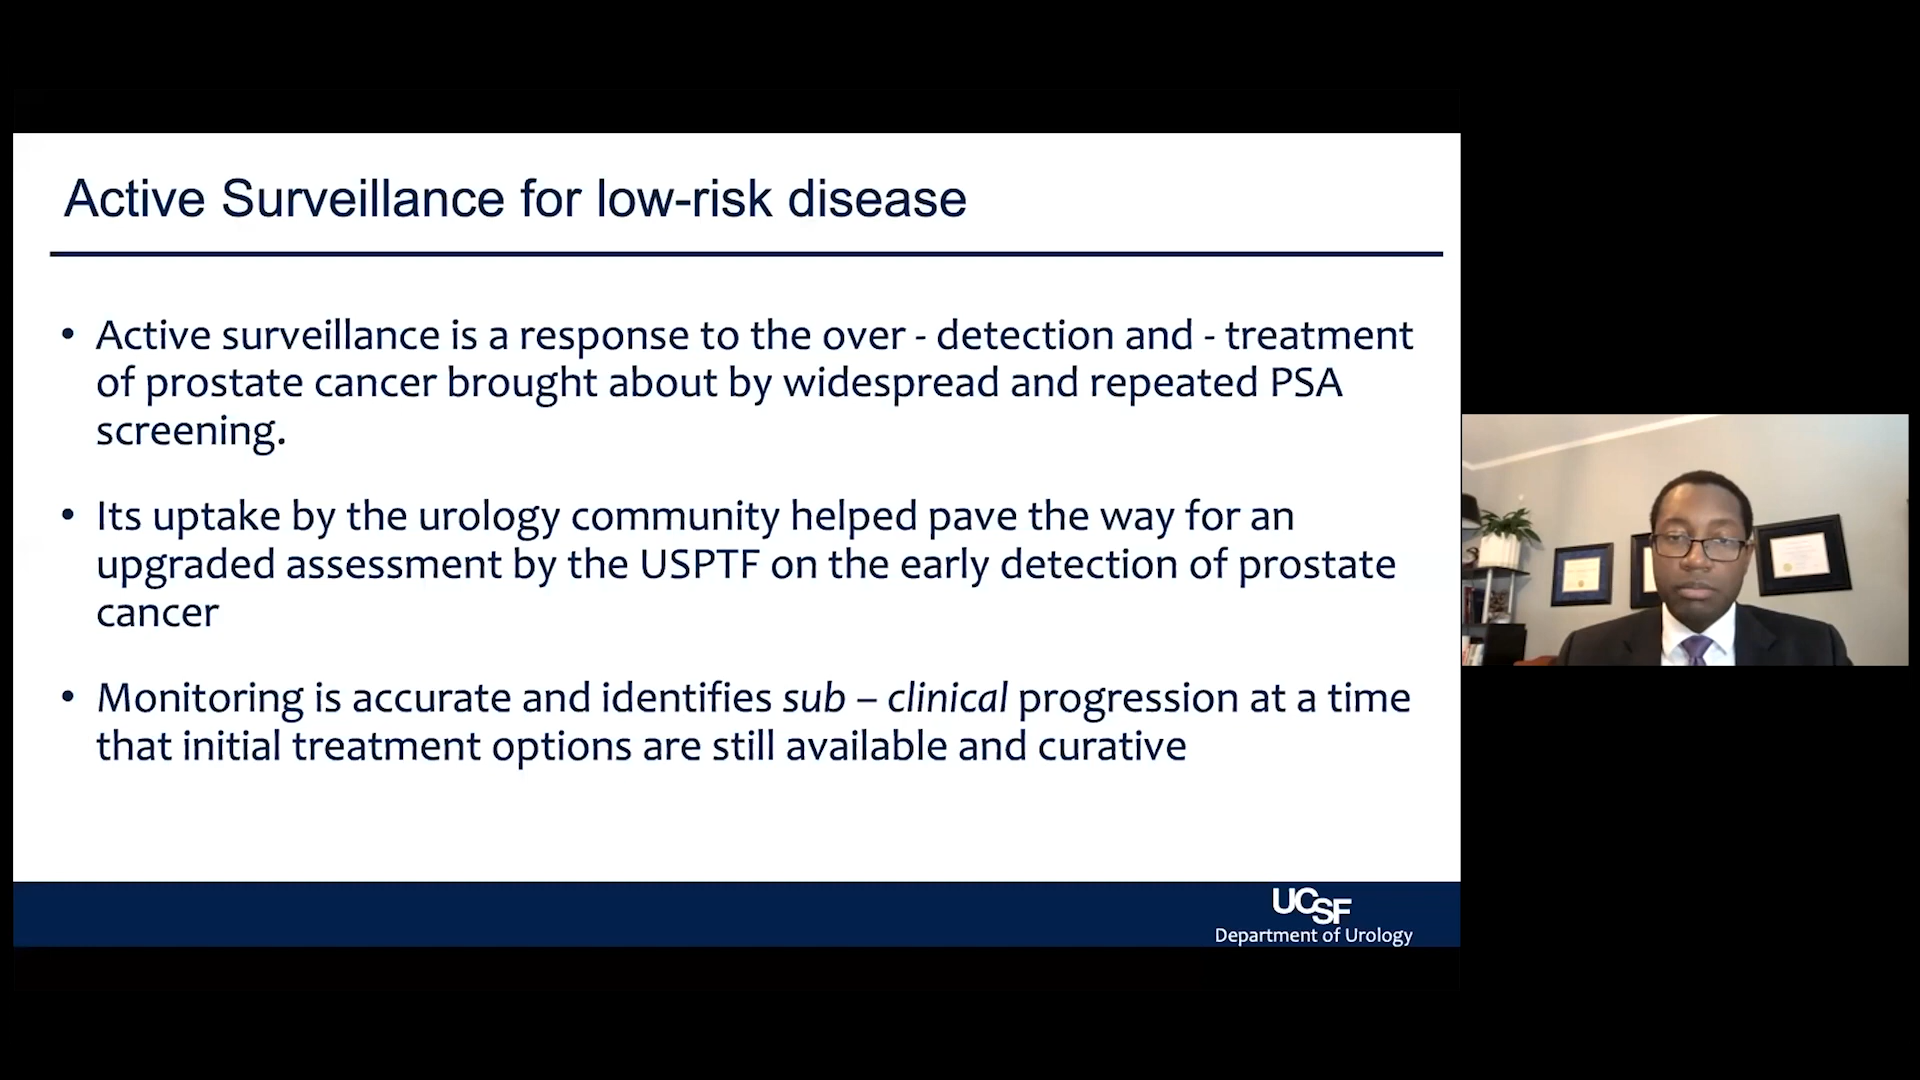 Active Surveillance for low-risk disease
• Active surveillance is a response to the over - detection and - treatment
of prostate cancer brought about by widespread and repeated PSA
screening.
• Its uptake by the urology community helped pave the way for an
upgraded assessment by the USPTF on the early detection of prostate
cancer
• Monitoring is accurate and identifies sub – clinical progression at a time
that initial treatment options are still available and curative
UCSF
Department of Urology